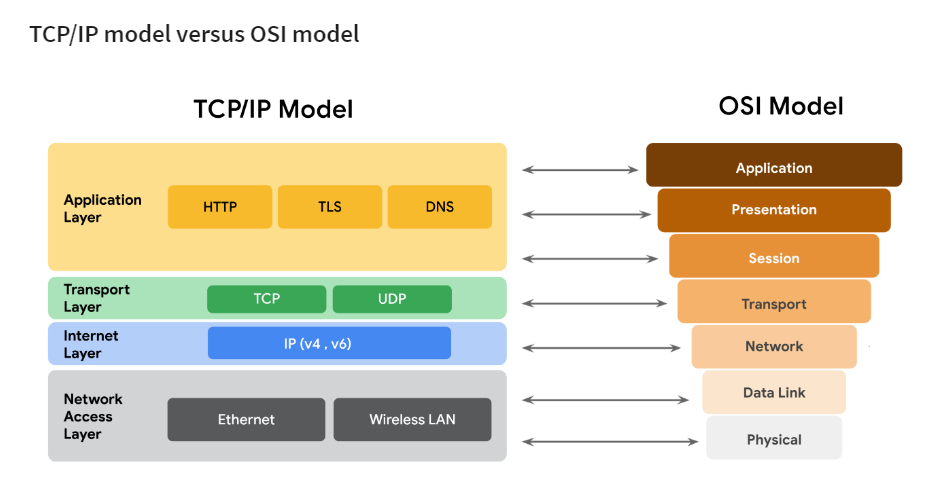 TCP/IP model versus OSI model
TCP/IP Model
OSI Model
Application
Layer
HTTP
TLS
DNS
Transport
Layer
TCP
UDP
Internet
Layer
IP (v4 , v6)
Network
Access
Layer
Ethernet
Wireless LAN
Application
Presentation
Session
Transport
Network
Data Link
Physical